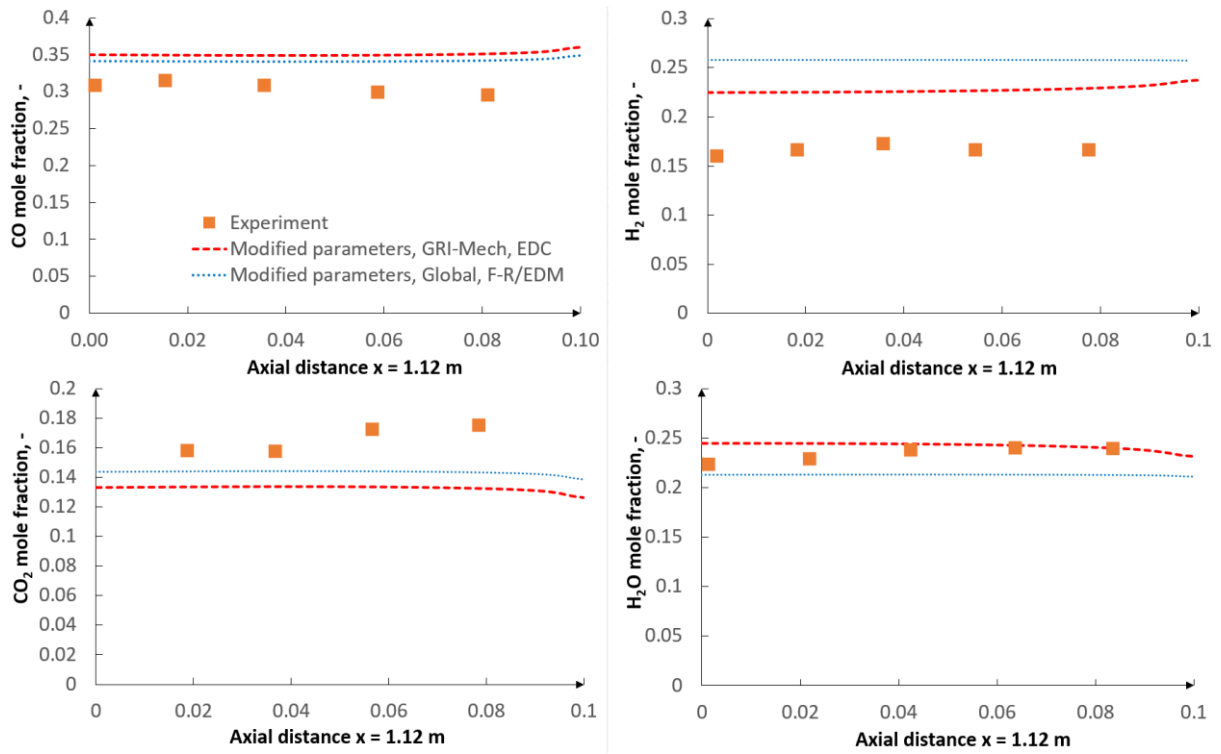 CO mole fraction, -
0.4
0.35
0.3
0.25
0.2
0.15
0.1
0.05
0
Experiment
Modified parameters, GRI-Mech, EDC
Modified parameters, Global, F-R/EDM
0.00 0.02 0.04 0.06 0.08 0.10
Axial distance x = 1.12 m
H2 mole fraction, -
0.3
0.25
0.2
0.15
0.1
0.05
0
0 0.02 0.04 0.06 0.08 0.1
Axial distance x = 1.12 m
CO2 mole fraction, -
0.2
0.18
0.16
0.14
0.12
0.1
0.08
0.06
0.04
0.02
0
0 0.02 0.04 0.06 0.08 0.1
Axial distance x = 1.12 m
H2O mole fraction, -
0.3
0.25
0.2
0.15
0.1
0.05
0
0 0.02 0.04 0.06 0.08 0.1
Axial distance x = 1.12 m